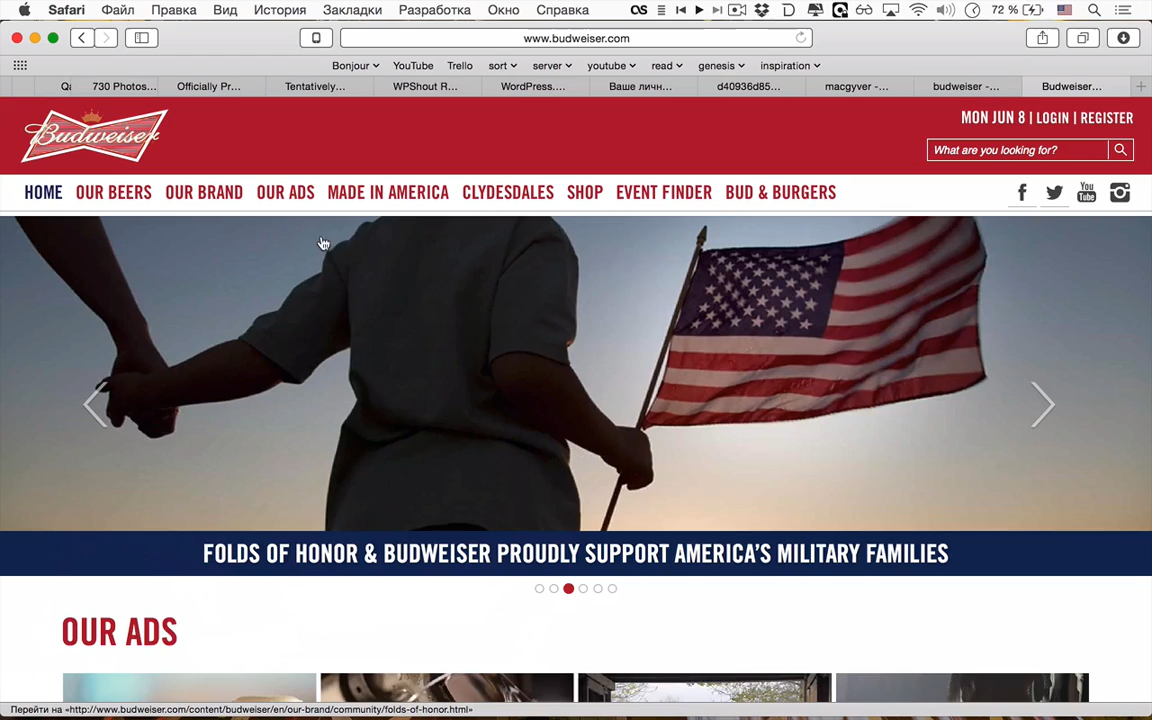 Safari Файл Правка Вид История Закладки Разработка Окно Справка 72 %
www.budweiser.com
Bonjour YouTube Trello sort server youtube read genesis inspiration
730 Photos... Officially Pr... Tentatively... WPShout R... WordPress.... Ваше личн... d40936d85... macgyver -... budweiser -... Budweiser...
Budweiser
MON JUN 8 | LOGIN | REGISTER
What are you looking for?
HOME OUR BEERS OUR BRAND OUR ADS MADE IN AMERICA CLYDESDALES SHOP EVENT FINDER BUD & BURGERS
You Tube
FOLDS OF HONOR & BUDWEISER PROUDLY SUPPORT AMERICA'S MILITARY FAMILIES
OUR ADS
Перейти на «http://www.budweiser.com/content/budweiser/en/our-brand/community/folds-of-honor.html»